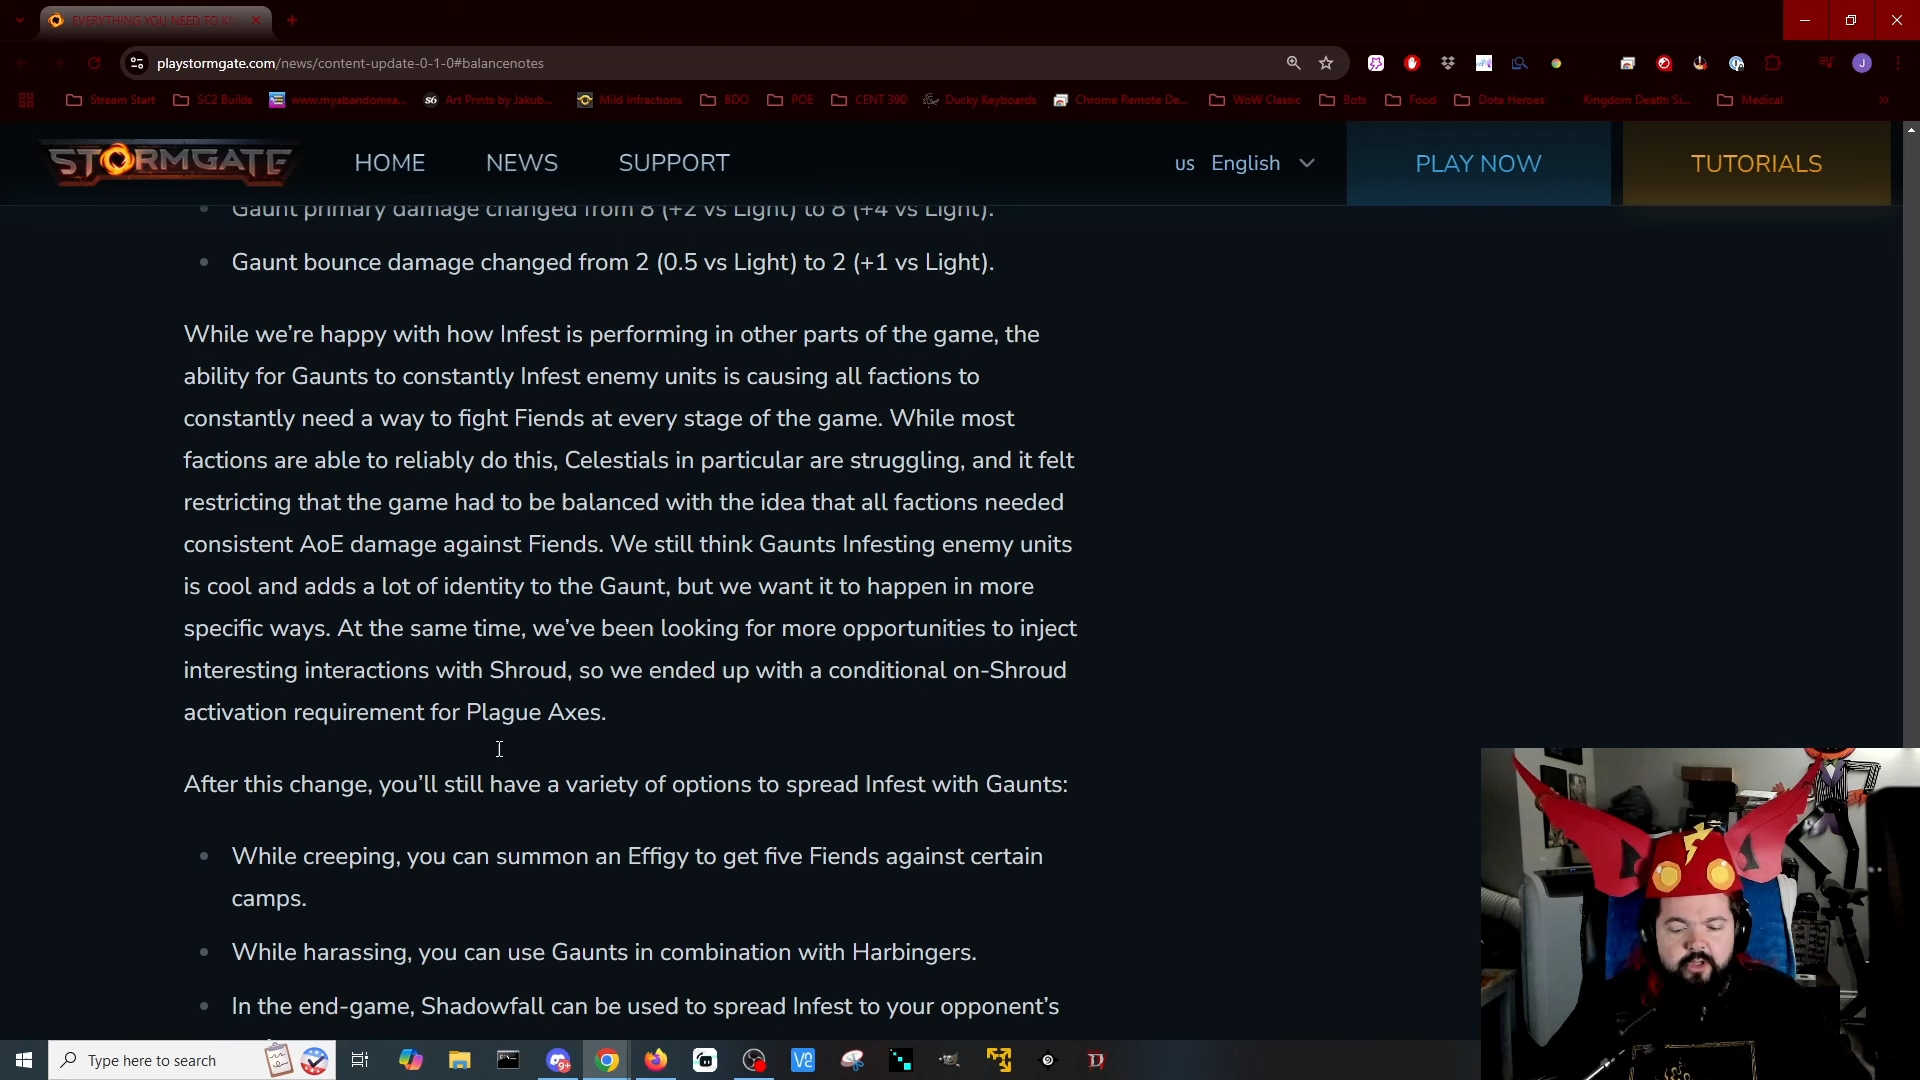 EVERYTHING YOU NEED TO K
playstormgate.com/news/content-update-0-1-0#balancenotes
Stream Start
SC2 Builds
www.myabandonwa...
Art Prints by Jakub...
Mild Infractions
BDO
POE
CENT 390
Ducky Keyboards
Chrome Remote De...
WoW Classic
Bots
Food
Dota Heroes
Kingdom Death: Si...
Medical
STORMGATE
HOME
NEWS
SUPPORT
us English
PLAY NOW
TUTORIALS
Gaunt primary damage changed from 8 (+2 vs Light) to 8 (+4 vs Light).
Gaunt bounce damage changed from 2 (0.5 vs Light) to 2 (+1 vs Light).
While we’re happy with how Infest is performing in other parts of the game, the
ability for Gaunts to constantly Infest enemy units is causing all factions to
constantly need a way to fight Fiends at every stage of the game. While most
factions are able to reliably do this, Celestials in particular are struggling, and it felt
restricting that the game had to be balanced with the idea that all factions needed
consistent AoE damage against Fiends. We still think Gaunts Infesting enemy units
is cool and adds a lot of identity to the Gaunt, but we want it to happen in more
specific ways. At the same time, we’ve been looking for more opportunities to inject
interesting interactions with Shroud, so we ended up with a conditional on-Shroud
activation requirement for Plague Axes.
After this change, you’ll still have a variety of options to spread Infest with Gaunts:
While creeping, you can summon an Effigy to get five Fiends against certain
camps.
While harassing, you can use Gaunts in combination with Harbingers.
In the end-game, Shadowfall can be used to spread Infest to your opponent’s
Type here to search